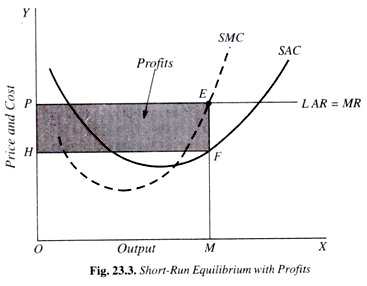 Y
SMC
SAC
Profits
E
P
L AR = MR
Price and Cost
H
F
O
Output
M
X
Fig. 23.3. Short-Run Equilibrium with Profits